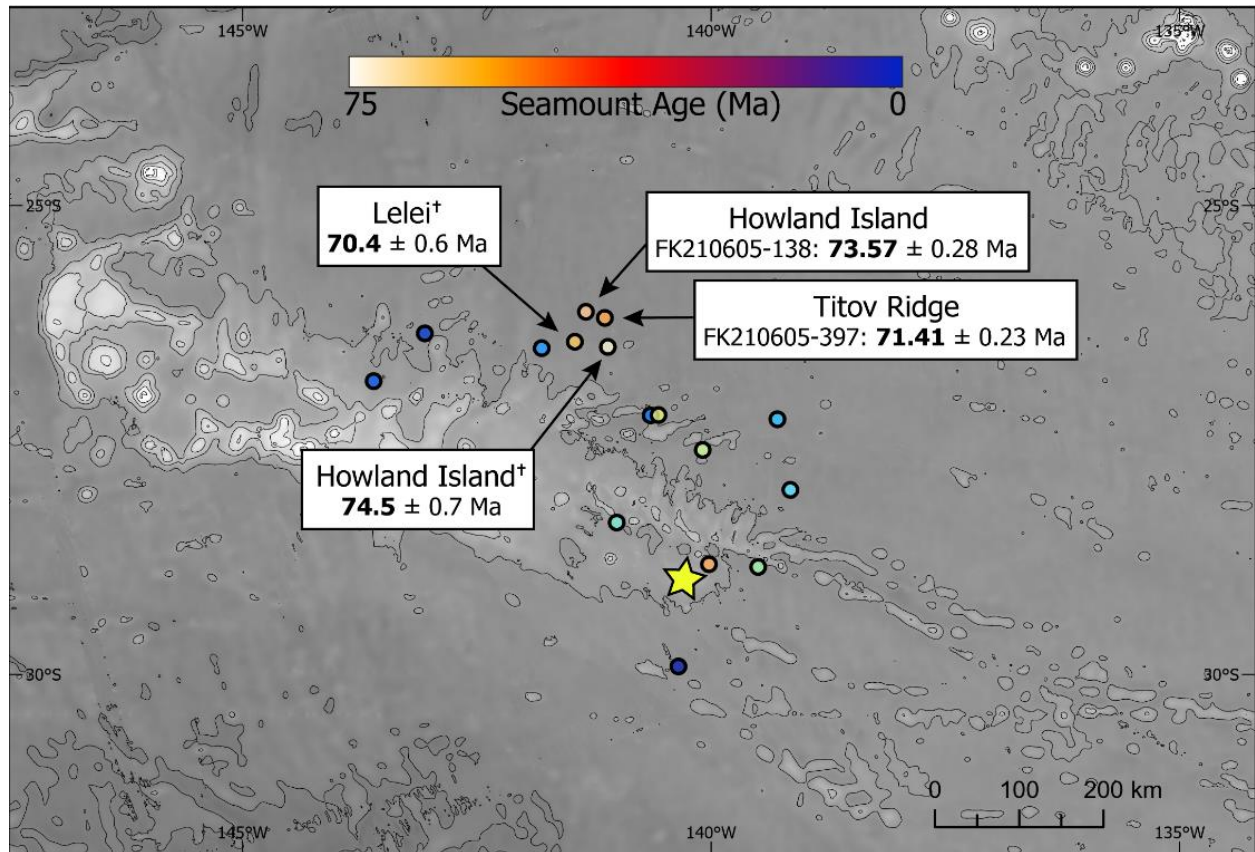 145°W
140°W
135°W
75
Seamount Age (Ma)
0
25°S
25°S
Lelei†
70.4 ± 0.6 Ma
Howland Island
FK210605-138: 73.57 ± 0.28 Ma
Titov Ridge
FK210605-397: 71.41 ± 0.23 Ma
Howland Island†
74.5 ± 0.7 Ma
30°S
30°S
0
100
200 km
145°W
140°W
135°W